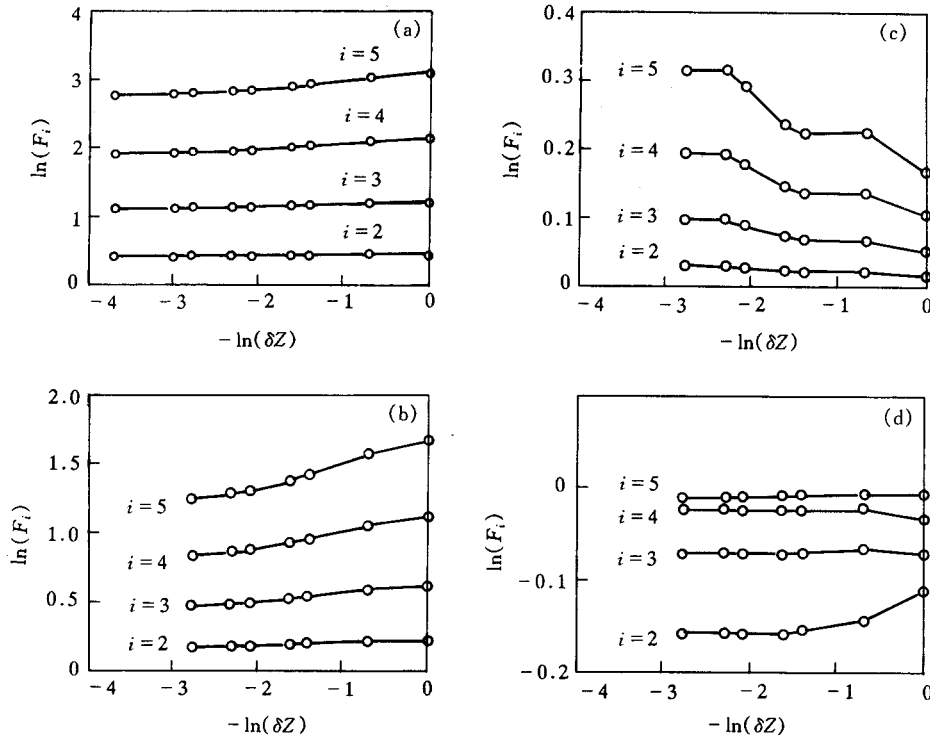 (a)
ln(F_i)
4
3
2
1
0
i = 5
i = 4
i = 3
i = 2
−4 −3 −2 −1 0
− ln(δZ)
(c)
ln(F_i)
0.4
0.3
0.2
0.1
0
i = 5
i = 4
i = 3
i = 2
−4 −3 −2 −1 0
− ln(δZ)
(b)
ln(F_i)
2.0
1.5
1.0
0.5
0
i = 5
i = 4
i = 3
i = 2
−4 −3 −2 −1 0
− ln(δZ)
(d)
ln(F_i)
0
−0.1
−0.2
i = 5
i = 4
i = 3
i = 2
−4 −3 −2 −1 0
− ln(δZ)